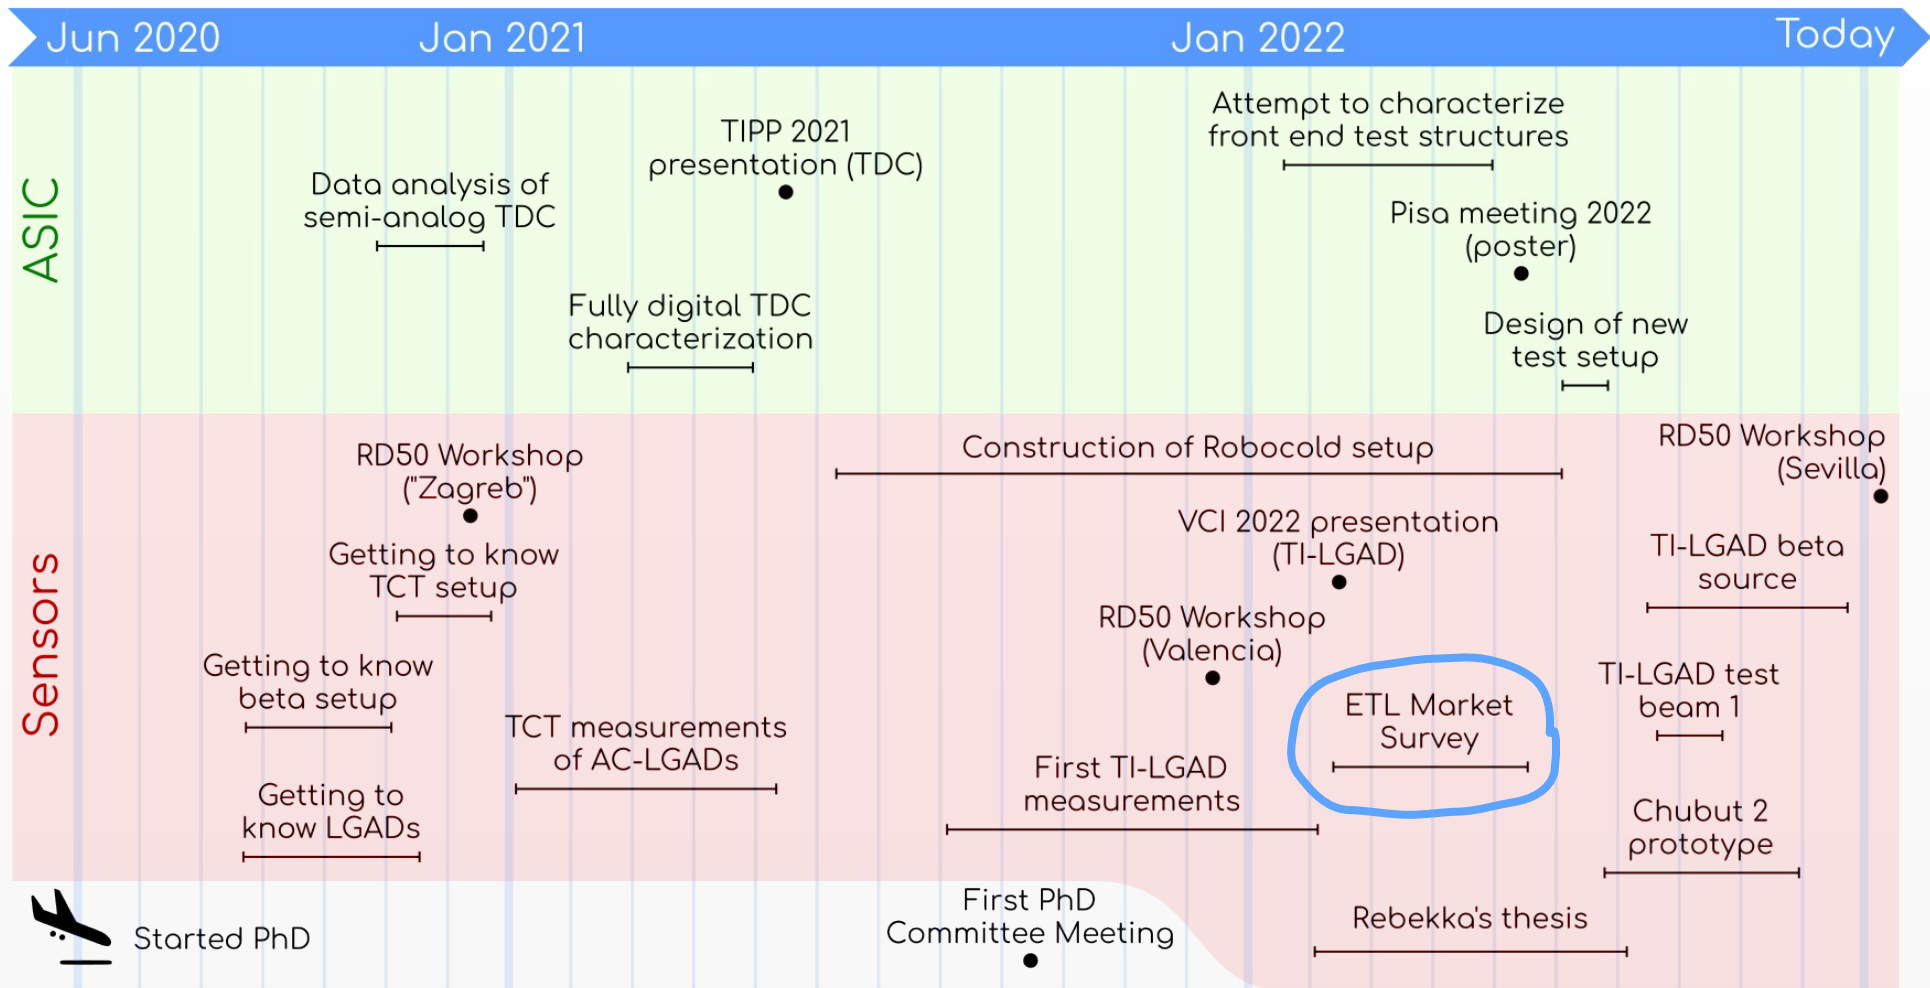 Jun 2020
Jan 2021
Jan 2022
Today
ASIC
Attempt to characterize
front end test structures
TIPP 2021
presentation (TDC)
Data analysis of
semi-analog TDC
Pisa meeting 2022
(poster)
Fully digital TDC
characterization
Design of new
test setup
Sensors
RD50 Workshop
(Sevilla)
Construction of Robocold setup
RD50 Workshop
("Zagreb")
VCI 2022 presentation
(TI-LGAD)
Getting to know
TCT setup
TI-LGAD beta
source
RD50 Workshop
(Valencia)
Getting to know
beta setup
TI-LGAD test
beam 1
ETL Market
Survey
TCT measurements
of AC-LGADs
First TI-LGAD
measurements
Getting to
know LGADs
Chubut 2
prototype
First PhD
Committee Meeting
Rebekka's thesis
Started PhD